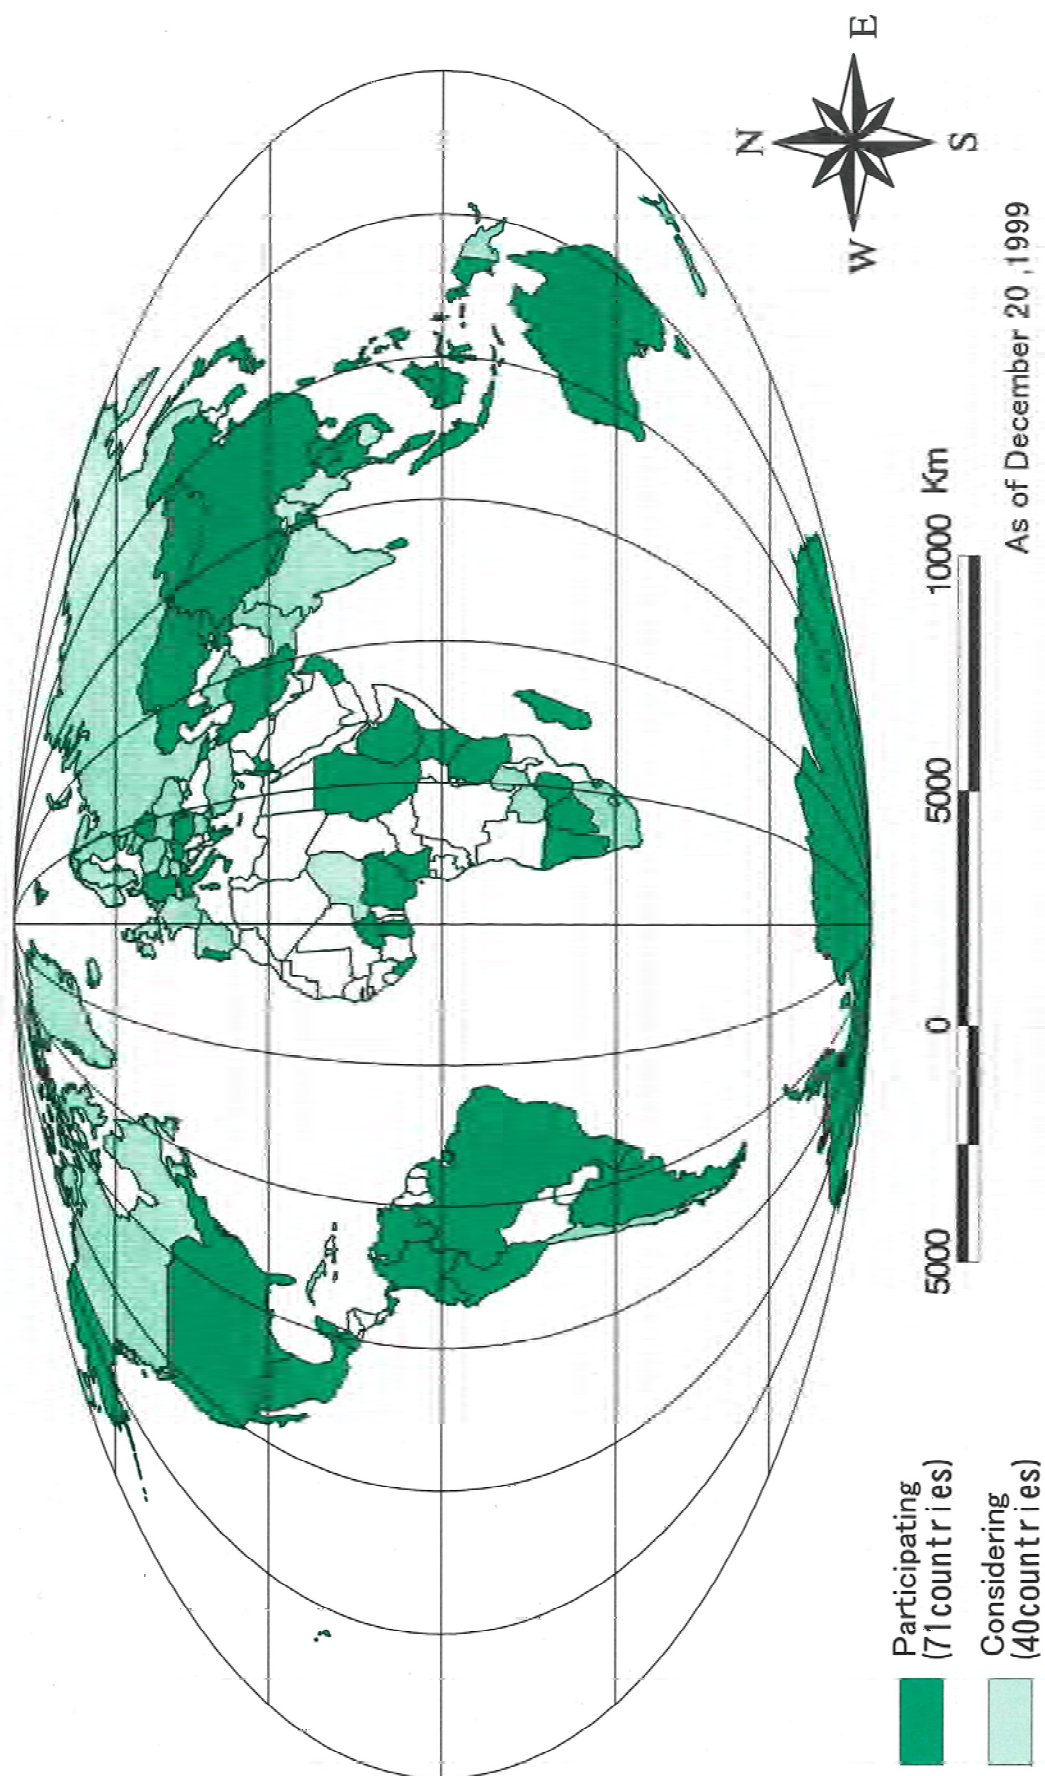 N
W
E
S
5000
0
5000
10000 Km
As of December 20 ,1999
Participating
(71countries)
Considering
(40countries)